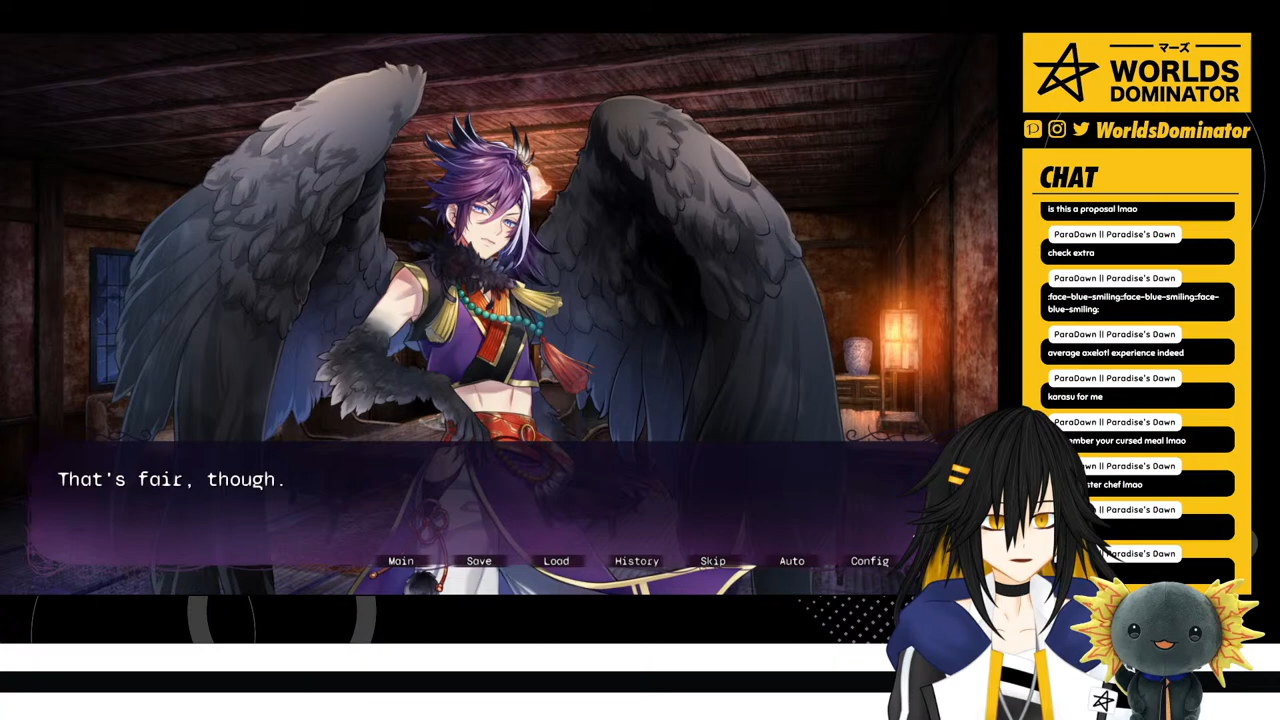 マーズ
WORLDS
DOMINATOR
WorldsDominator
CHAT
is this a proposal lmao
ParaDawn || Paradise's Dawn
check extra
ParaDawn || Paradise's Dawn
:face-blue-smiling::face-blue-smiling::face-
blue-smiling:
ParaDawn || Paradise's Dawn
average axelotl experience indeed
ParaDawn || Paradise's Dawn
karasu for me
ParaDawn || Paradise's Dawn
your cursed meal lmao
|| Paradise's Dawn
chef lmao
|| Paradise's Dawn
Paradise's Dawn
That's fair, though.
Main Save Load History Skip Auto Config